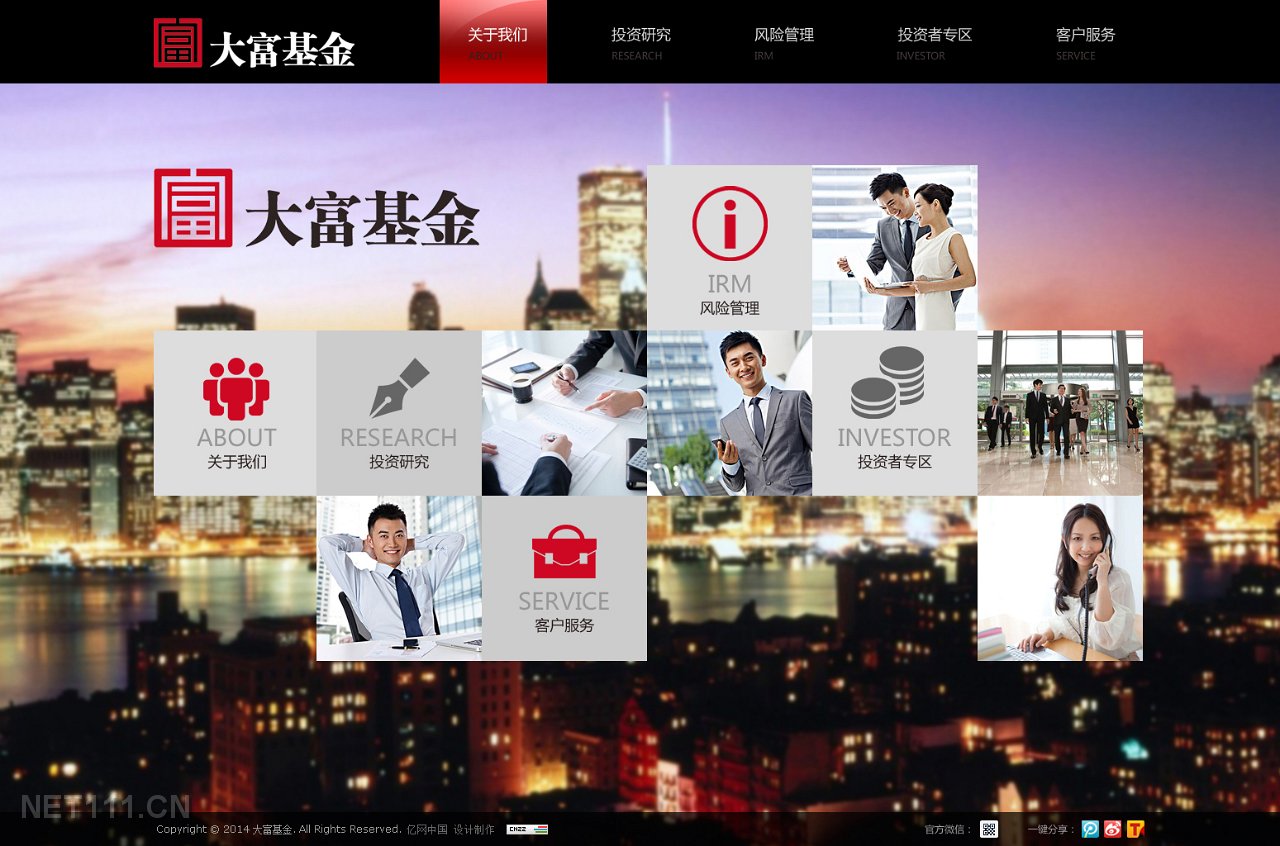 富 大富基金
关于我们 投资研究 风险管理 投资者专区 客户服务
ABOUT RESEARCH IRM INVESTOR SERVICE
富 大富基金
IRM
风险管理
ABOUT
关于我们
RESEARCH
投资研究
INVESTOR
投资者专区
SERVICE
客户服务
NET111.CN
Copyright © 2014 大富基金. All Rights Reserved. 亿网中国 设计制作 CNZZ 官方微信： 一键分享：